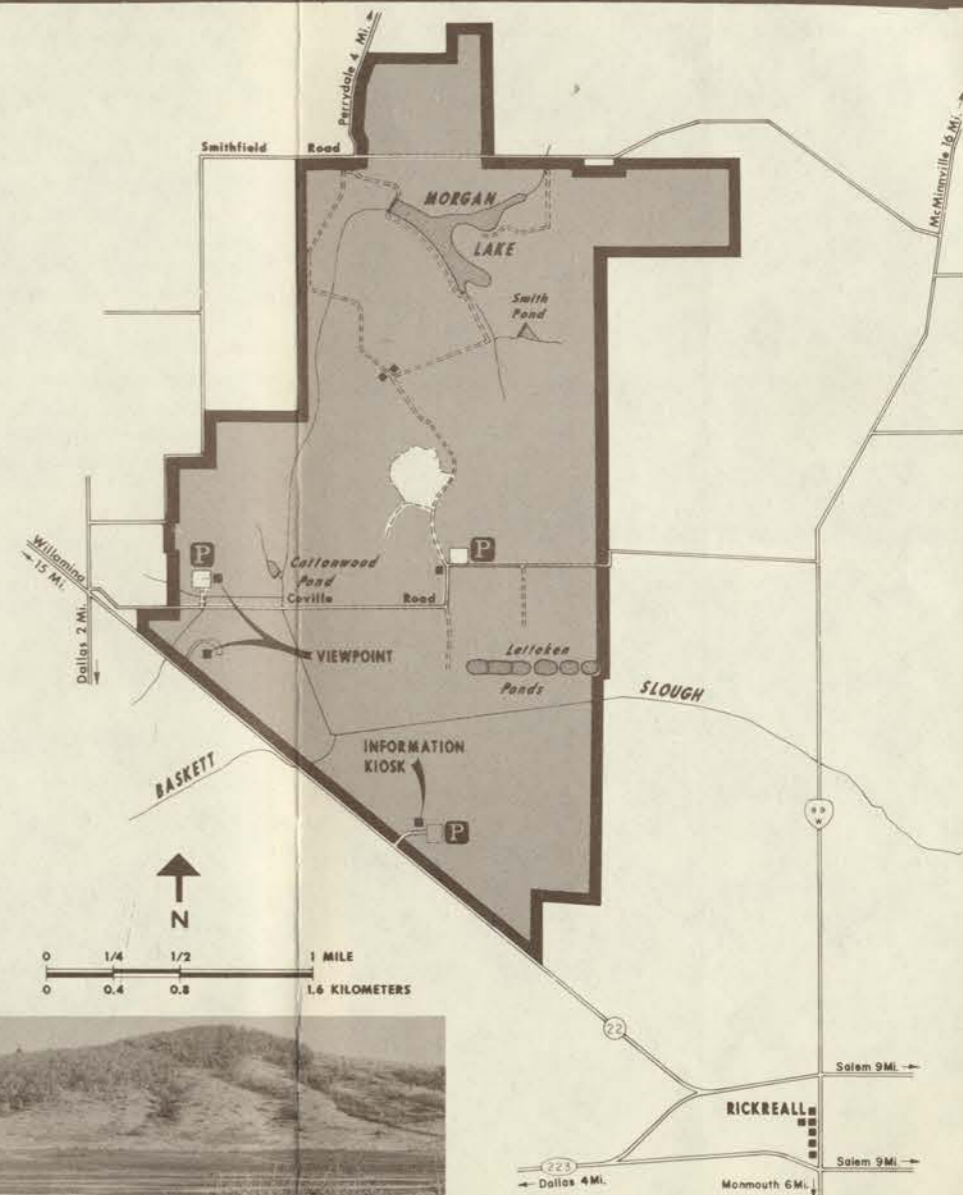 Perrydale 4 Mi.
McMinnville 16 Mi.
Smithfield Road
MORGAN
LAKE
Smith
Pond
Willamina
15 Mi.
Dallas 2 Mi.
P
P
Cottonwood
Pond
Coville Road
VIEWPOINT
Ponds
SLOUGH
INFORMATION
KIOSK
BASKETT
P
99
W
N
0 1/4 1/2 1 MILE
0 0.4 0.8 1.6 KILOMETERS
22
Salem 9Mi.
RICKREALL
223
Salem 9Mi.
Dallas 4Mi.
Monmouth 6Mi.